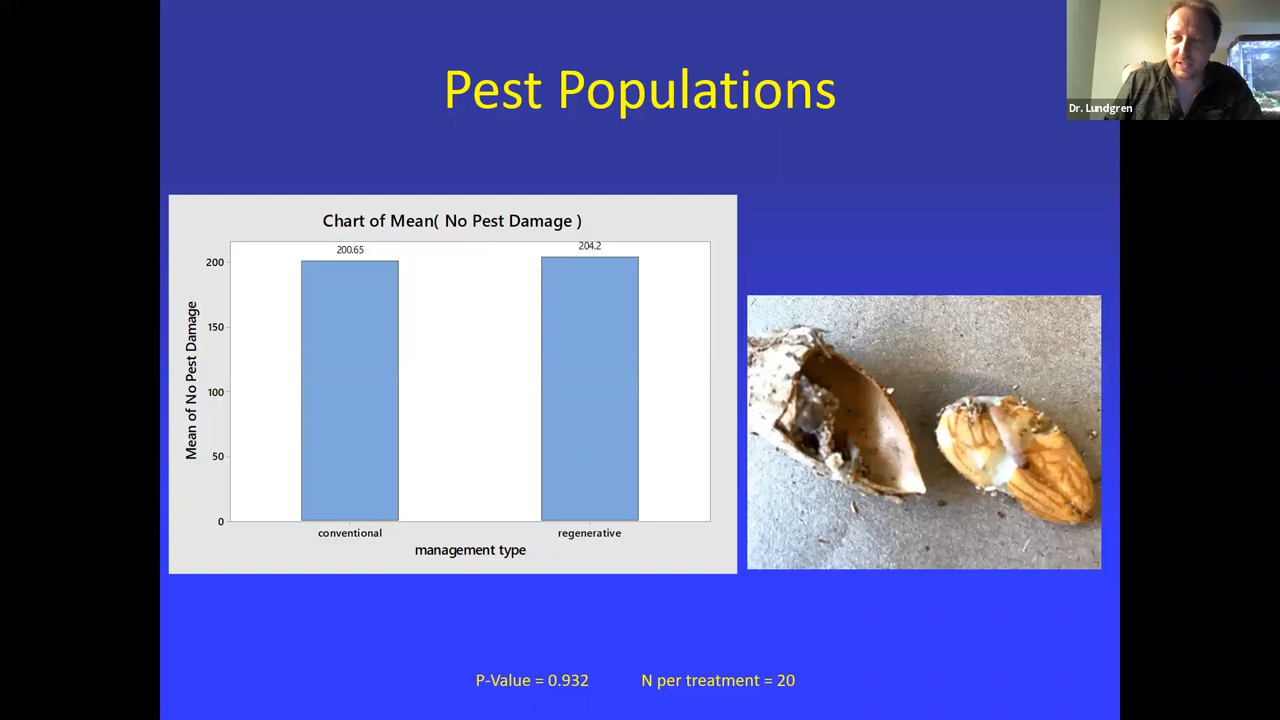 Pest Populations
Dr. Lundgren
Chart of Mean( No Pest Damage )
200.65
204.2
200
150
100
50
0
Mean of No Pest Damage
conventional
regenerative
management type
P-Value = 0.932
N per treatment = 20